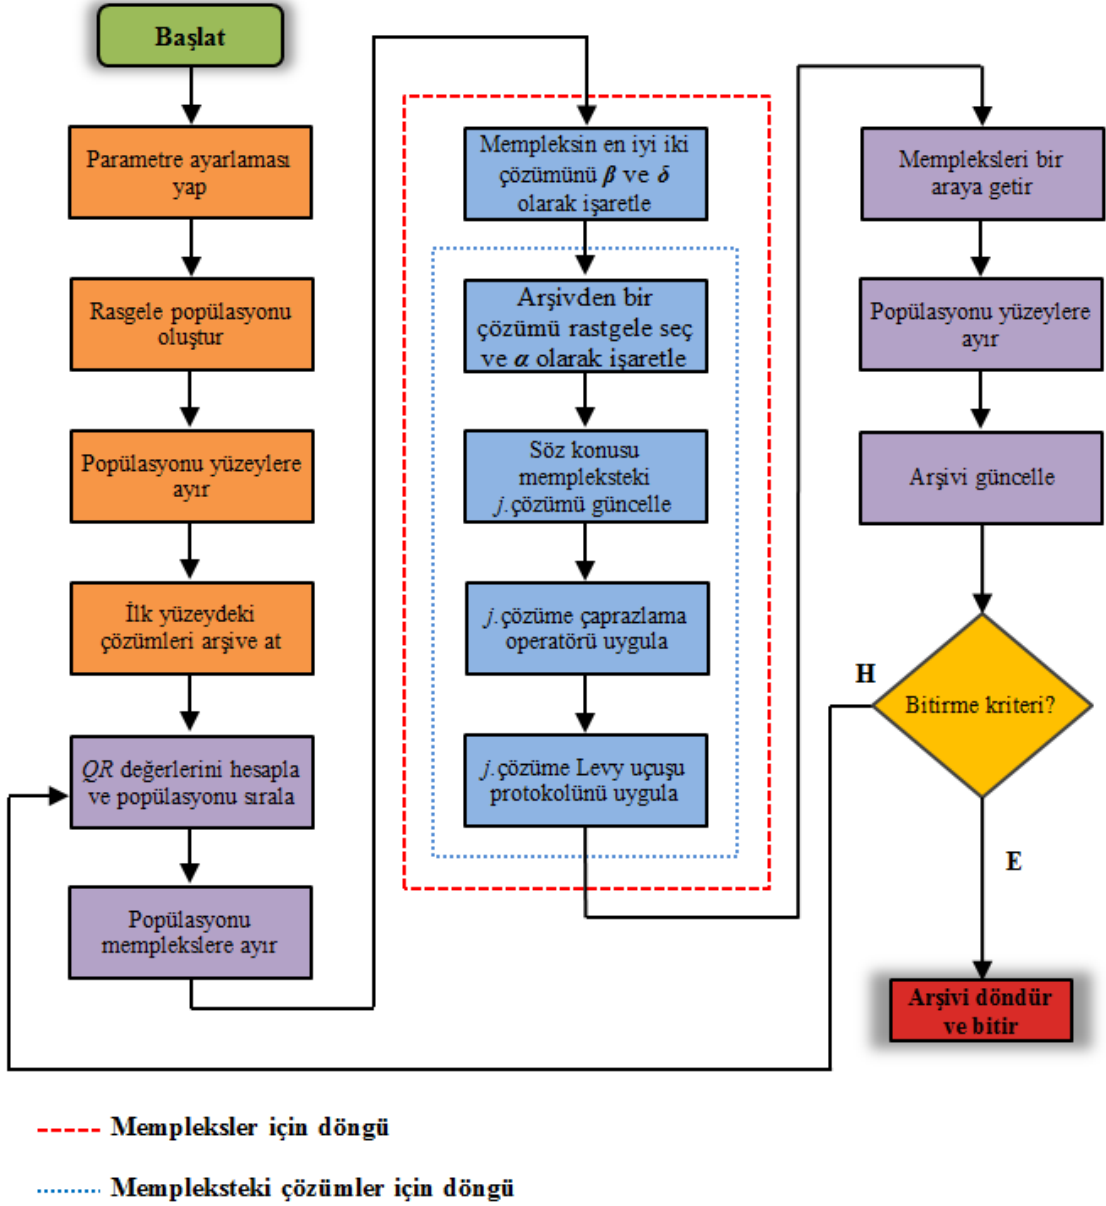 Başlat
Parametre ayarlaması
yap
Rasgele popülasyonu
oluştur
Popülasyonu yüzeylere
ayır
İlk yüzeydeki
çözümleri arşive at
QR değerlerini hesapla
ve popülasyonu sırala
Popülasyonu
memplekslere ayır
Mempleksin en iyi iki
çözümünü β ve δ
olarak işaretle
Arşivden bir
çözümü rastgele seç
ve α olarak işaretle
Söz konusu
mempleksteki
j.çözümü güncelle
j.çözüme çaprazlama
operatörü uygula
j.çözüme Levy uçuşu
protokolünü uygula
Mempleksleri bir
araya getir
Popülasyonu yüzeylere
ayır
Arşivi güncelle
Bitirme kriteri?
H
E
Arşivi döndür
ve bitir
Mempleksler için döngü
Mempleksteki çözümler için döngü